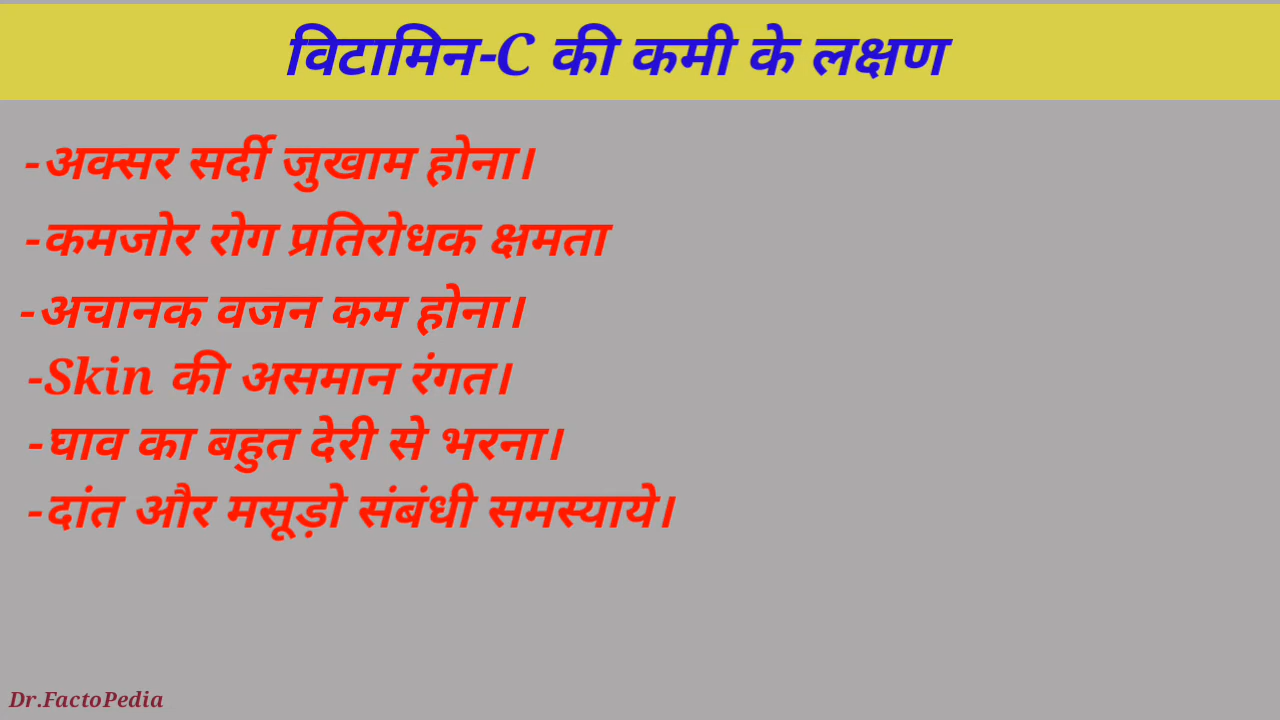 विटामिन-C की कमी के लक्षण
-अक्सर सर्दी जुखाम होना।
-कमजोर रोग प्रतिरोधक क्षमता
-अचानक वजन कम होना।
-Skin की असमान रंगत।
-घाव का बहुत देरी से भरना।
-दांत और मसूड़ो संबंधी समस्याये।
Dr.FactoPedia